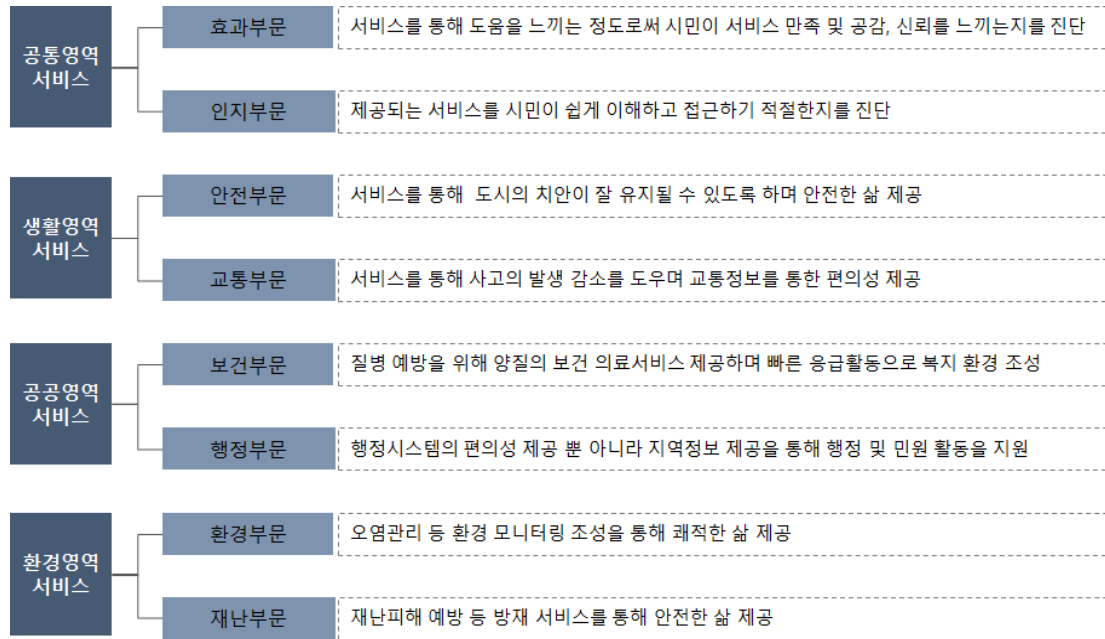 공통영역
서비스
효과부문
서비스를 통해 도움을 느끼는 정도로써 시민이 서비스 만족 및 공감, 신뢰를 느끼는지를 진단
인지부문
제공되는 서비스를 시민이 쉽게 이해하고 접근하기 적절한지를 진단
생활영역
서비스
안전부문
서비스를 통해 도시의 치안이 잘 유지될 수 있도록 하며 안전한 삶 제공
교통부문
서비스를 통해 사고의 발생 감소를 도우며 교통정보를 통한 편의성 제공
공공영역
서비스
보건부문
질병 예방을 위해 양질의 보건 의료서비스 제공하며 빠른 응급활동으로 복지 환경 조성
행정부문
행정시스템의 편의성 제공 뿐 아니라 지역정보 제공을 통해 행정 및 민원 활동을 지원
환경영역
서비스
환경부문
오염관리 등 환경 모니터링 조성을 통해 쾌적한 삶 제공
재난부문
재난피해 예방 등 방재 서비스를 통해 안전한 삶 제공